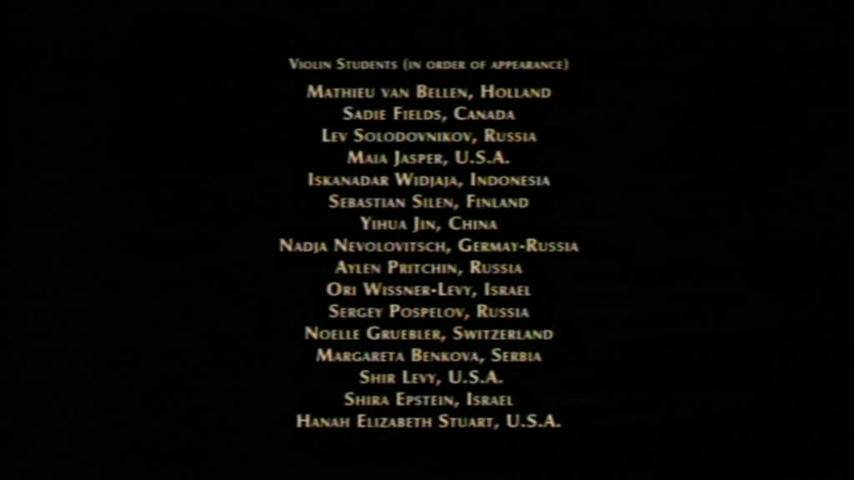 Violin Students (in order of appearance)
Mathieu van Bellen, Holland
Sadie Fields, Canada
Lev Solodovnikov, Russia
Maia Jasper, U.S.A.
Iskanadar Widjaja, Indonesia
Sebastian Silen, Finland
Yihua Jin, China
Nadja Nevolovitsch, Germay-Russia
Aylen Pritchin, Russia
Ori Wissner-Levy, Israel
Sergey Pospelov, Russia
Noelle Gruebler, Switzerland
Margareta Benkova, Serbia
Shir Levy, U.S.A.
Shira Epstein, Israel
Hanah Elizabeth Stuart, U.S.A.